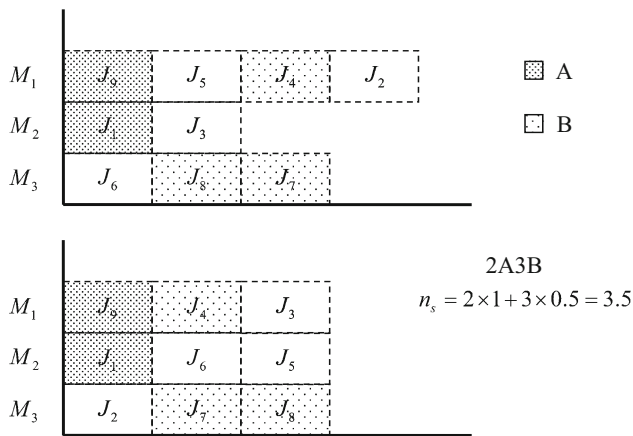 M₁ J₉ J₅ J₄ J₂ A
M₂ J₁ J₃ B
M₃ J₆ J₈ J₇
2A3B
M₁ J₉ J₄ J₃ nₛ = 2×1+3×0.5 = 3.5
M₂ J₁ J₆ J₅
M₃ J₂ J₇ J₈